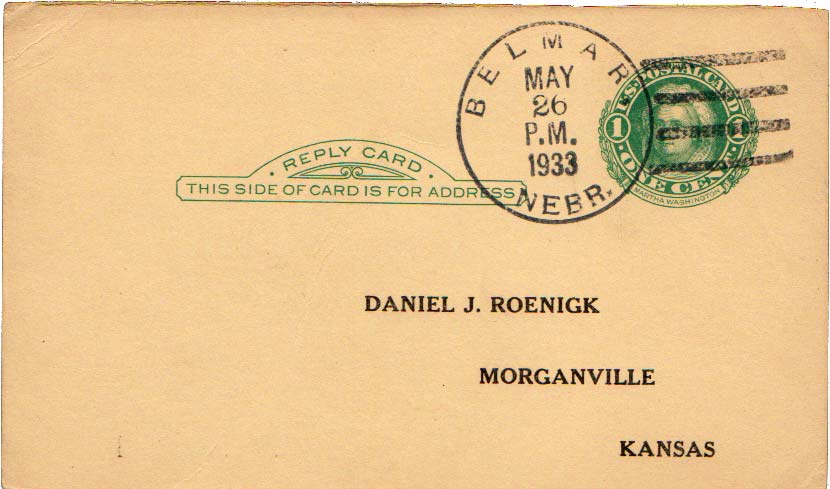 BELMAR,
MAY
26
P.M.
1933
NEBR.
U.S. POSTAL CARD
1 1
· ONE CENT ·
MARTHA WASHINGTON
· REPLY CARD ·
THIS SIDE OF CARD IS FOR ADDRESS
DANIEL J. ROENIGK
MORGANVILLE
KANSAS